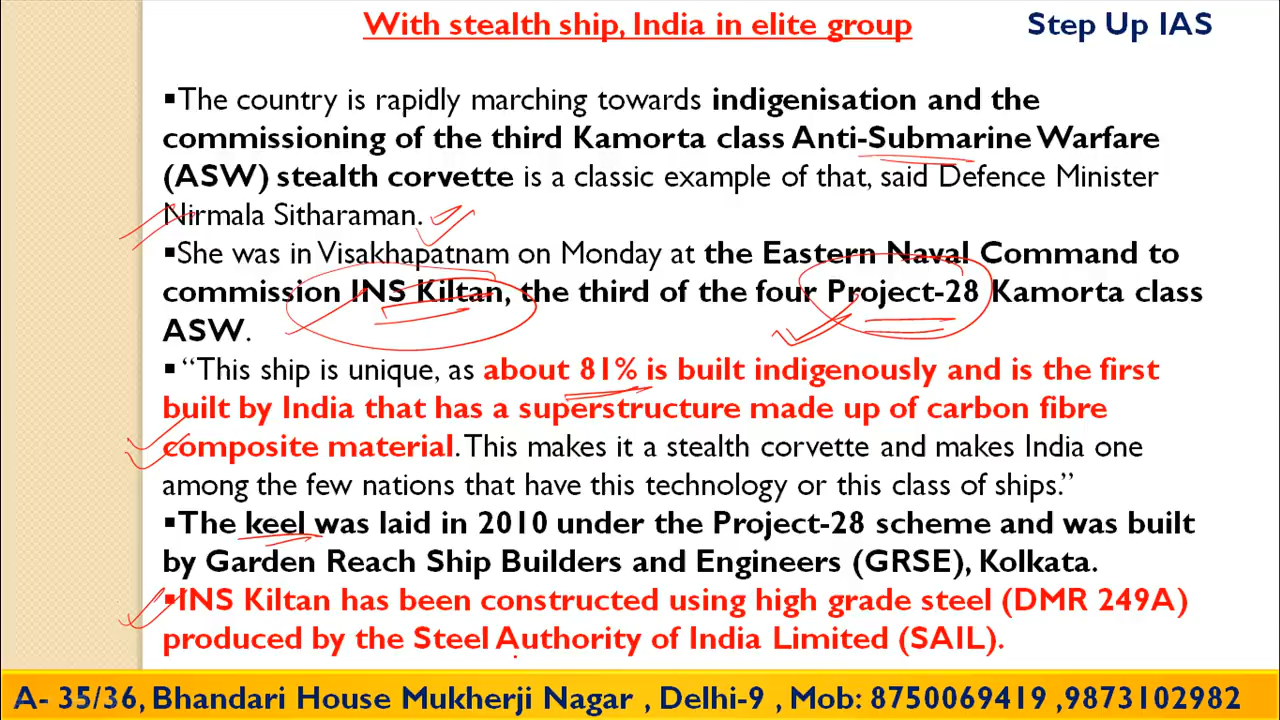 With stealth ship, India in elite group
Step Up IAS
▪The country is rapidly marching towards indigenisation and the
commissioning of the third Kamorta class Anti-Submarine Warfare
(ASW) stealth corvette is a classic example of that, said Defence Minister
Nirmala Sitharaman.
▪She was in Visakhapatnam on Monday at the Eastern Naval Command to
commission INS Kiltan, the third of the four Project-28 Kamorta class
ASW.
▪ “This ship is unique, as about 81% is built indigenously and is the first
built by India that has a superstructure made up of carbon fibre
composite material. This makes it a stealth corvette and makes India one
among the few nations that have this technology or this class of ships.”
▪The keel was laid in 2010 under the Project-28 scheme and was built
by Garden Reach Ship Builders and Engineers (GRSE), Kolkata.
▪INS Kiltan has been constructed using high grade steel (DMR 249A)
produced by the Steel Authority of India Limited (SAIL).
A- 35/36, Bhandari House Mukherji Nagar , Delhi-9 , Mob: 8750069419 ,9873102982